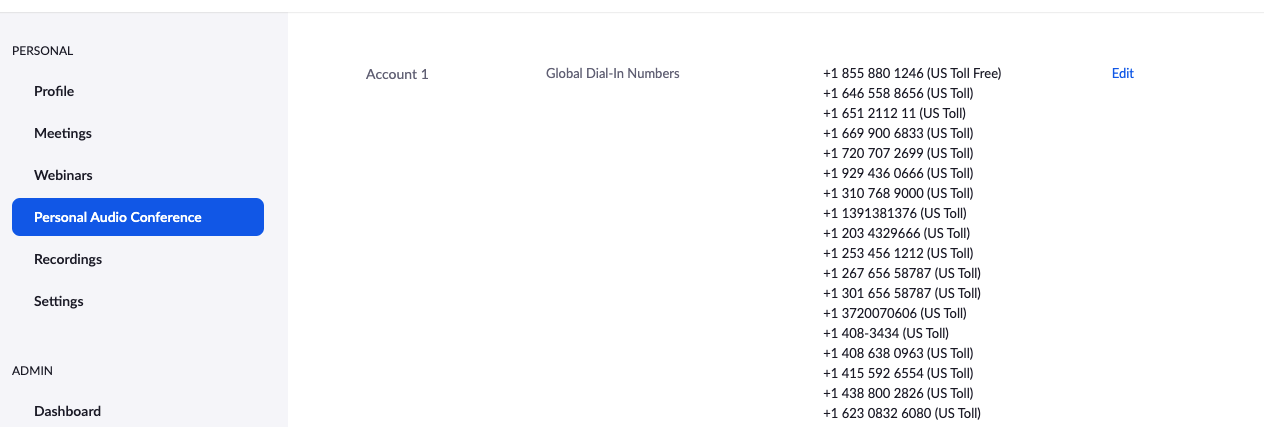 PERSONAL
Profile
Meetings
Webinars
Personal Audio Conference
Recordings
Settings
ADMIN
Dashboard
Account 1
Global Dial-In Numbers
+1 855 880 1246 (US Toll Free)
+1 646 558 8656 (US Toll)
+1 651 2112 11 (US Toll)
+1 669 900 6833 (US Toll)
+1 720 707 2699 (US Toll)
+1 929 436 0666 (US Toll)
+1 310 768 9000 (US Toll)
+1 1391381376 (US Toll)
+1 203 4329666 (US Toll)
+1 253 456 1212 (US Toll)
+1 267 656 58787 (US Toll)
+1 301 656 58787 (US Toll)
+1 3720070606 (US Toll)
+1 408-3434 (US Toll)
+1 408 638 0963 (US Toll)
+1 415 592 6554 (US Toll)
+1 438 800 2826 (US Toll)
+1 623 0832 6080 (US Toll)
Edit